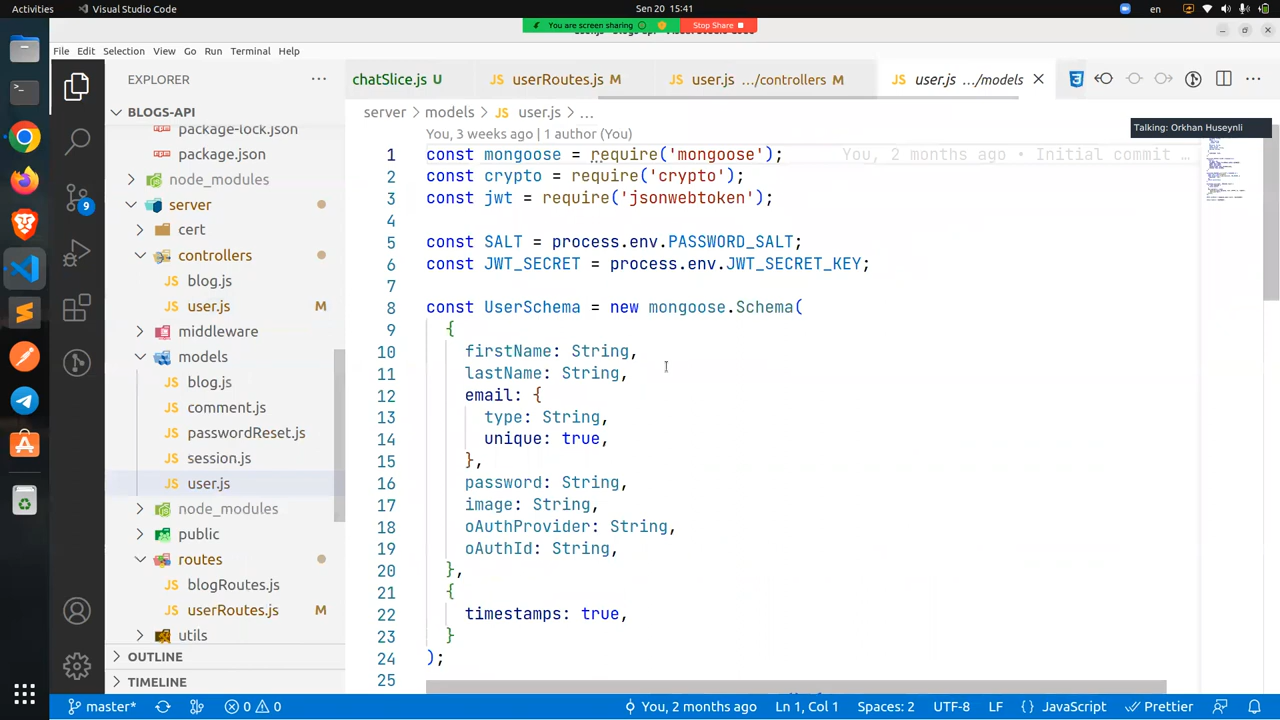 Activities
Visual Studio Code
Sen 20 15:41
en
You are screen sharing
Stop Share
File Edit Selection View Go Run Terminal Help
EXPLORER
chatSlice.js U
userRoutes.js M
user.js .../controllers M
user.js .../models
BLOGS-API
server > models > user.js > ...
Talking: Orkhan Huseynli
package-lock.json
package.json
node_modules
server
cert
controllers
blog.js
user.js M
middleware
models
blog.js
comment.js
passwordReset.js
session.js
user.js
node_modules
public
routes
blogRoutes.js
userRoutes.js M
utils
OUTLINE
TIMELINE
9
You, 3 weeks ago | 1 author (You)
1 const mongoose = require('mongoose'); You, 2 months ago • Initial commit …
2 const crypto = require('crypto');
3 const jwt = require('jsonwebtoken');
4
5 const SALT = process.env.PASSWORD_SALT;
6 const JWT_SECRET = process.env.JWT_SECRET_KEY;
7
8 const UserSchema = new mongoose.Schema(
9 {
10 firstName: String,
11 lastName: String,
12 email: {
13 type: String,
14 unique: true,
15 },
16 password: String,
17 image: String,
18 oAuthProvider: String,
19 oAuthId: String,
20 },
21 {
22 timestamps: true,
23 }
24 );
25
master*
0 0
You, 2 months ago
Ln 1, Col 1
Spaces: 2
UTF-8
LF
{} JavaScript
Prettier